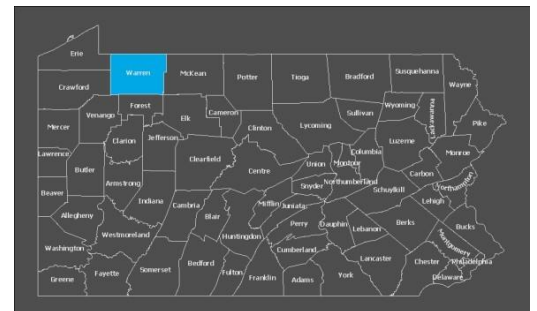 Erie
Warren
McKean
Potter
Tioga
Bradford
Susquehanna
Wayne
Crawford
Forest
Venango
Elk
Cameron
Clinton
Lycoming
Sullivan
Wyoming
Lackawanna
Pike
Mercer
Clarion
Jefferson
Clearfield
Centre
Columbia
Luzerne
Monroe
Lawrence
Butler
Armstrong
Union
Montour
Northumberland
Carbon
Northampton
Beaver
Indiana
Cambria
Blair
Mifflin
Juniata
Snyder
Schuylkill
Lehigh
Allegheny
Westmoreland
Huntingdon
Perry
Dauphin
Lebanon
Berks
Bucks
Montgomery
Washington
Cumberland
Lancaster
Chester
Philadelphia
Delaware
Greene
Fayette
Somerset
Bedford
Fulton
Franklin
Adams
York